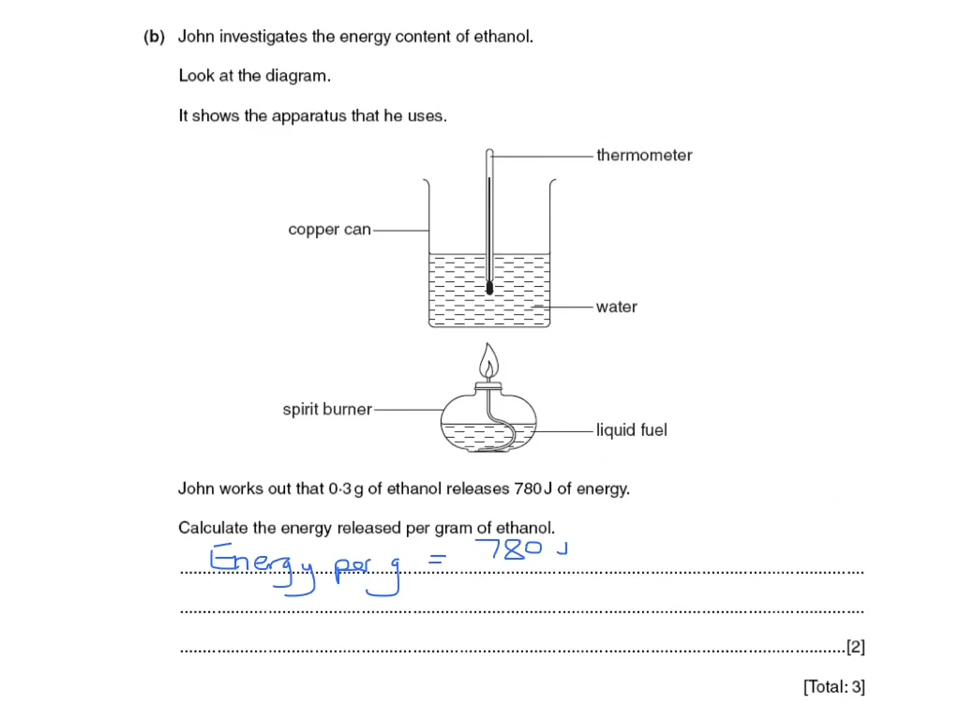 (b) John investigates the energy content of ethanol.
Look at the diagram.
It shows the apparatus that he uses.
thermometer
copper can
water
spirit burner
liquid fuel
John works out that 0·3 g of ethanol releases 780 J of energy.
Calculate the energy released per gram of ethanol.
Energy per g = 780 J
[2]
[Total: 3]